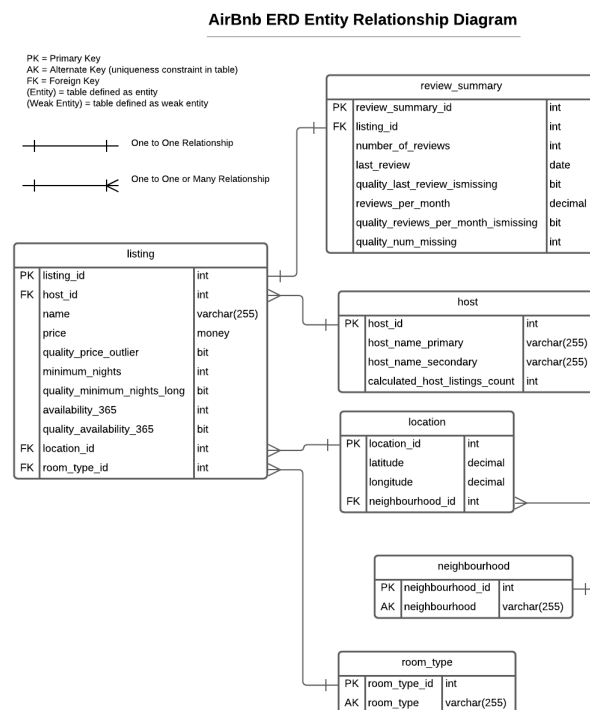 AirBnb ERD Entity Relationship Diagram
PK = Primary Key
AK = Alternate Key (uniqueness constraint in table)
FK = Foreign Key
(Entity) = table defined as entity
(Weak Entity) = table defined as weak entity
One to One Relationship
One to One or Many Relationship
review_summary
PK review_summary_id int
FK listing_id int
number_of_reviews int
last_review date
quality_last_review_ismissing bit
reviews_per_month decimal
quality_reviews_per_month_ismissing bit
quality_num_missing int
listing
PK listing_id int
FK host_id int
name varchar(255)
price money
quality_price_outlier bit
minimum_nights int
quality_minimum_nights_long bit
availability_365 int
quality_availability_365 bit
FK location_id int
FK room_type_id int
host
PK host_id int
host_name_primary varchar(255)
host_name_secondary varchar(255)
calculated_host_listings_count int
location
PK location_id int
latitude decimal
longitude decimal
FK neighbourhood_id int
neighbourhood
PK neighbourhood_id int
AK neighbourhood varchar(255)
room_type
PK room_type_id int
AK room_type varchar(255)